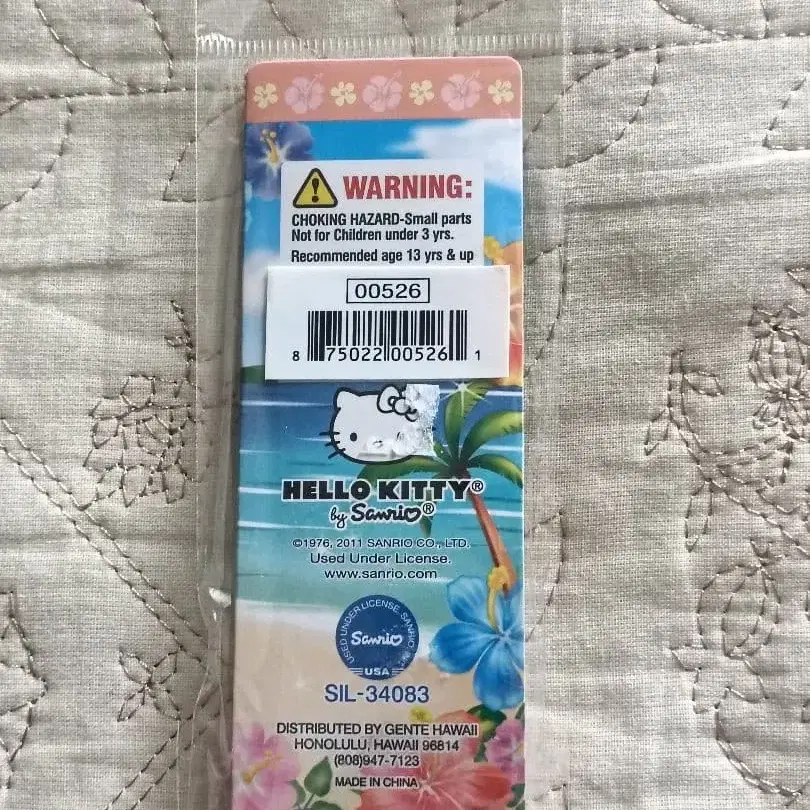 WARNING:
CHOKING HAZARD-Small parts
Not for Children under 3 yrs.
Recommended age 13 yrs & up
00526
8 75022 00526 1
HELLO KITTY®
by Sanrio®
©1976, 2011 SANRIO CO., LTD.
Used Under License.
www.sanrio.com
USED UNDER LICENSE. SANRIO, INC.
Sanrio
USA
SIL-34083
DISTRIBUTED BY GENTE HAWAII
HONOLULU, HAWAII 96814
(808)947-7123
MADE IN CHINA